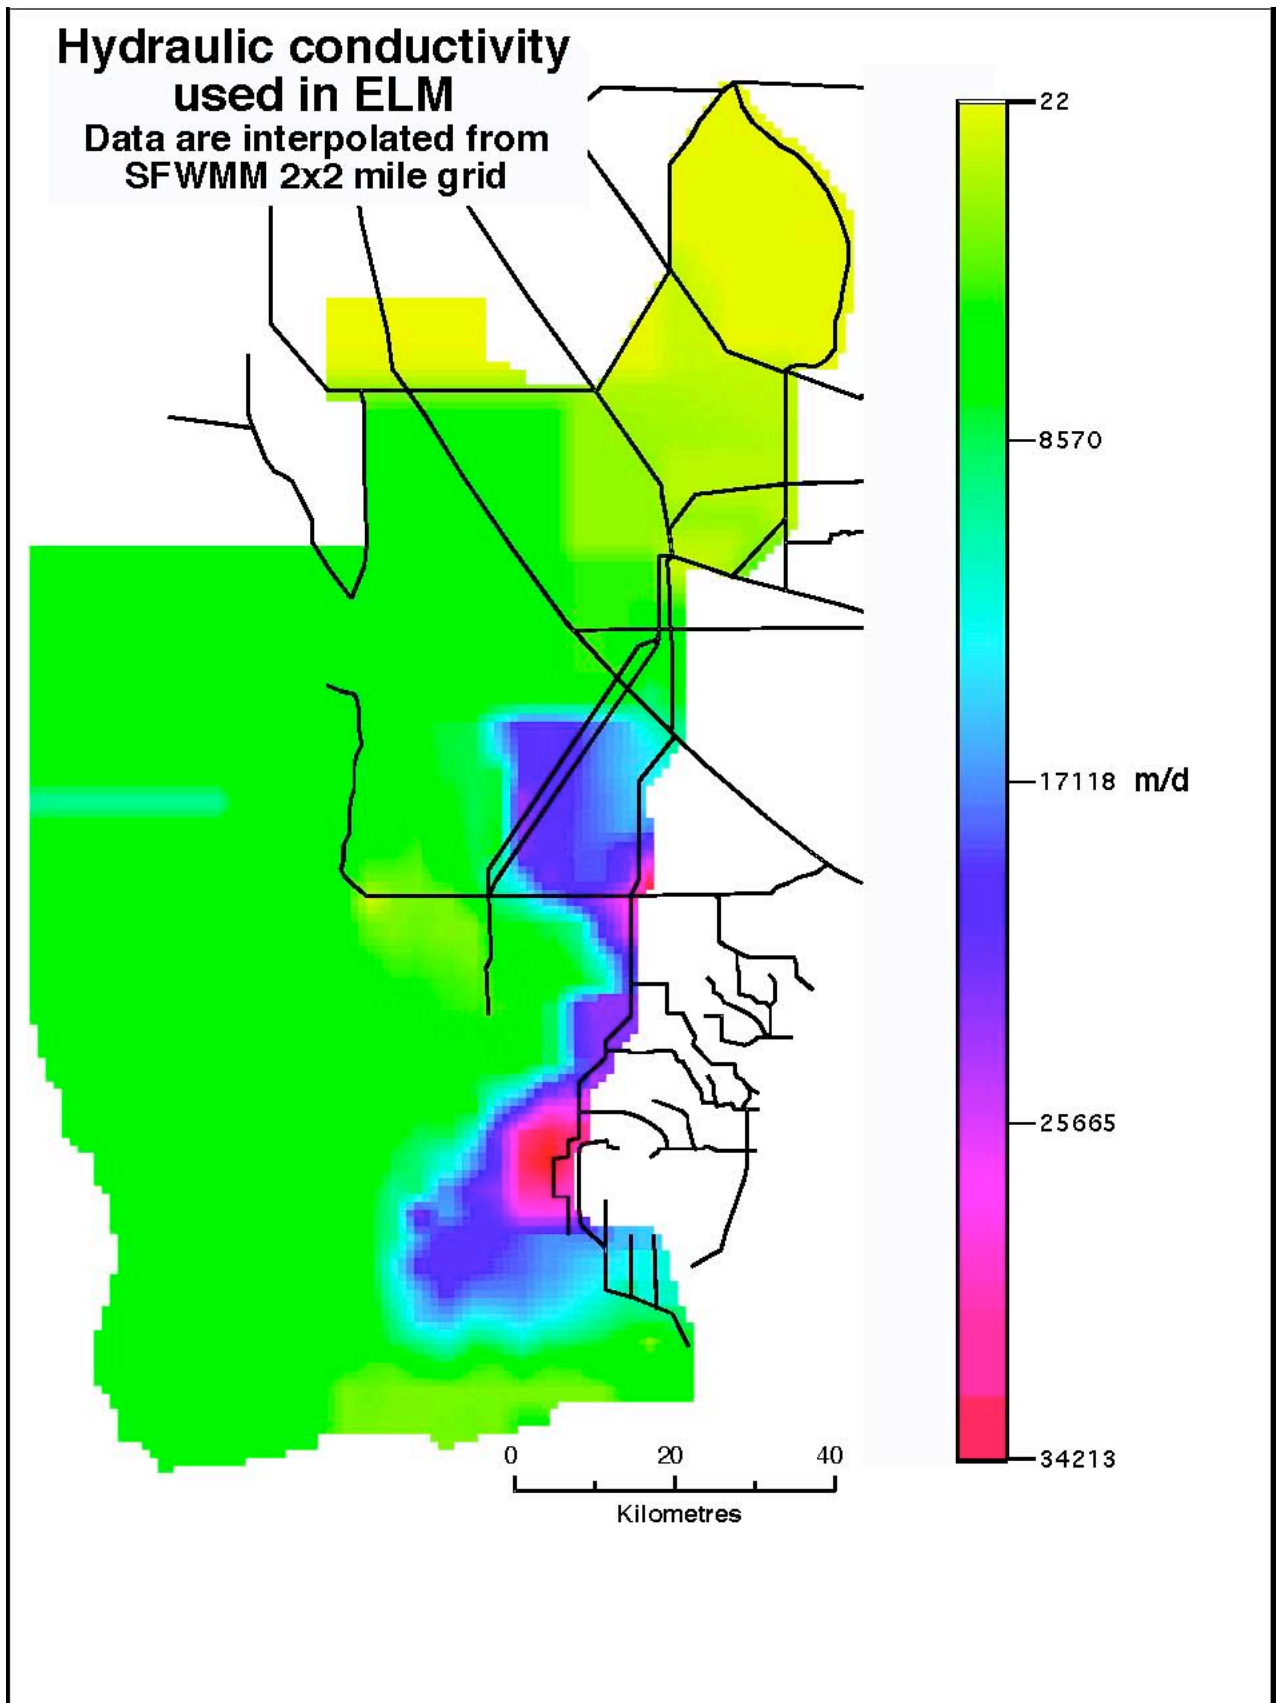 Hydraulic conductivity
used in ELM
Data are interpolated from
SFWMM 2x2 mile grid
22
8570
17118 m/d
25665
34213
0 20 40
Kilometres